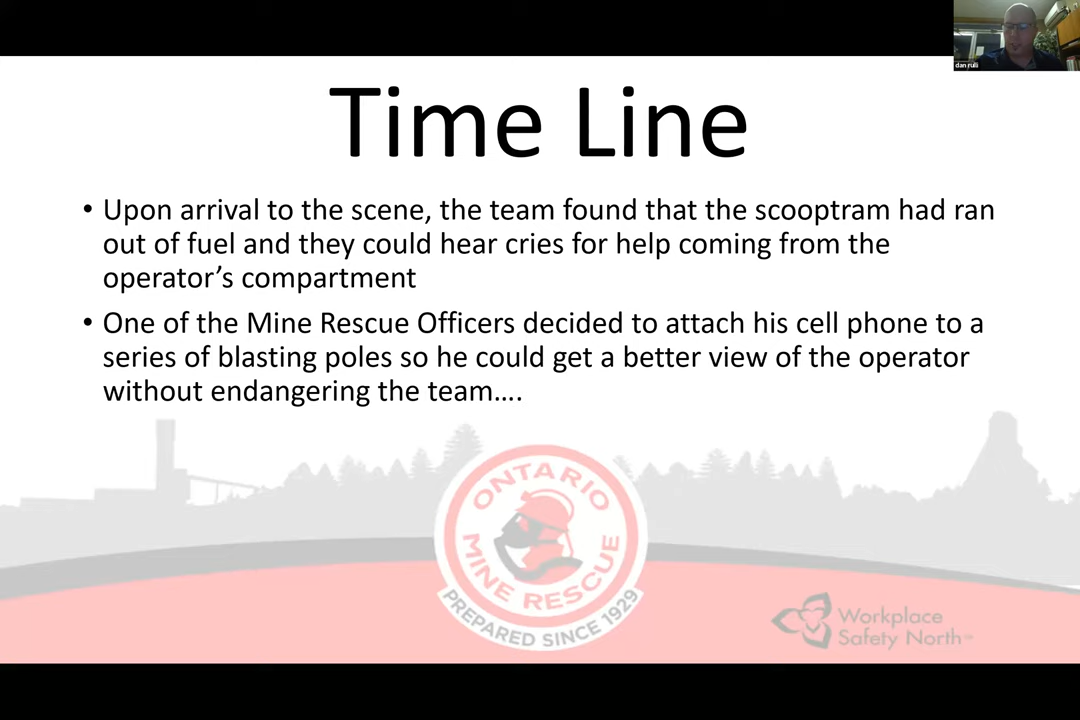 dan rulli
Time Line
• Upon arrival to the scene, the team found that the scooptram had ran
out of fuel and they could hear cries for help coming from the
operator’s compartment
• One of the Mine Rescue Officers decided to attach his cell phone to a
series of blasting poles so he could get a better view of the operator
without endangering the team….
ONTARIO
MINE RESCUE
PREPARED SINCE 1929
Workplace
Safety North